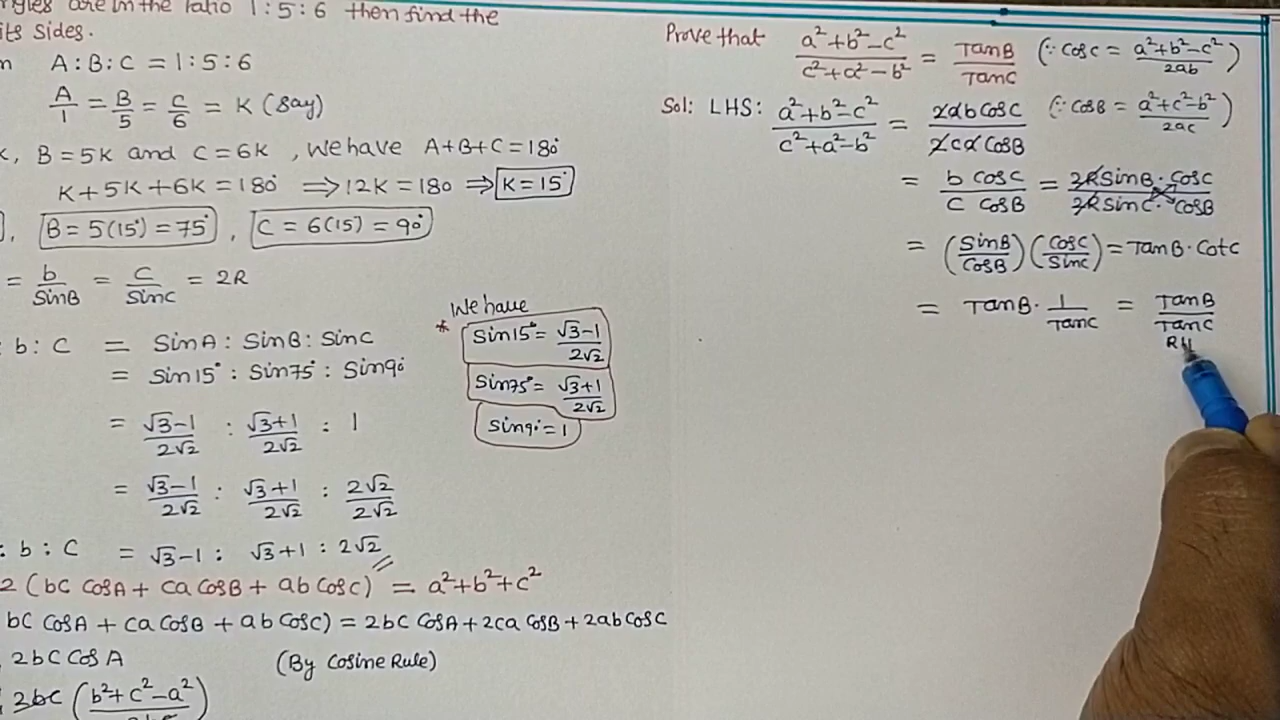 angles are in the ratio 1:5:6 then find the
its sides.
A:B:C = 1:5:6
A/1 = B/5 = C/6 = K (Say)
, B=5K and C=6K , We have A+B+C=180°
K+5K+6K=180° ⟹ 12K=180 ⟹ K=15°
, B=5(15°)=75° , C=6(15)=90°
= b/SinB = C/SinC = 2R
: b : C = SinA : SinB : SinC
= Sin15° : Sin75° : Sin90°
= √3-1/2√2 : √3+1/2√2 : 1
= √3-1/2√2 : √3+1/2√2 : 2√2/2√2
: b : C = √3-1 : √3+1 : 2√2
We have
* Sin15° = √3-1/2√2
Sin75° = √3+1/2√2
Sin90° = 1
2(bC CosA + Ca CosB + ab CosC) = a²+b²+C²
bC CosA + Ca CosB + ab CosC) = 2bC CosA + 2Ca CosB + 2ab CosC
2bC CosA (By Cosine Rule)
2bC (b²+C²-a²)
Prove that a²+b²-C²/C²+a²-b² = TanB/TanC (∵ CosC = a²+b²-C²/2ab)
Sol: LHS: a²+b²-C²/C²+a²-b² = 2ab CosC/2Ca CosB (∵ CosB = a²+C²-b²/2ac)
= b CosC/C CosB = 2R SinB · CosC/2R SinC · CosB
= (SinB/CosB)(CosC/SinC) = TanB · CotC
= TanB · 1/TanC = TanB/TanC